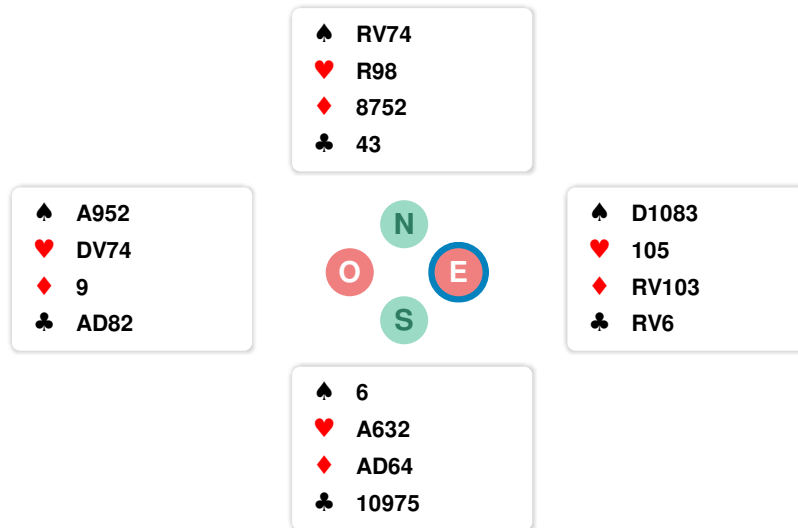 ♠ RV74
♥ R98
♦ 8752
♣ 43
♠ A952
♥ DV74
♦ 9
♣ AD82
N
O
E
S
♠ D1083
♥ 105
♦ RV103
♣ RV6
♠ 6
♥ A632
♦ AD64
♣ 10975